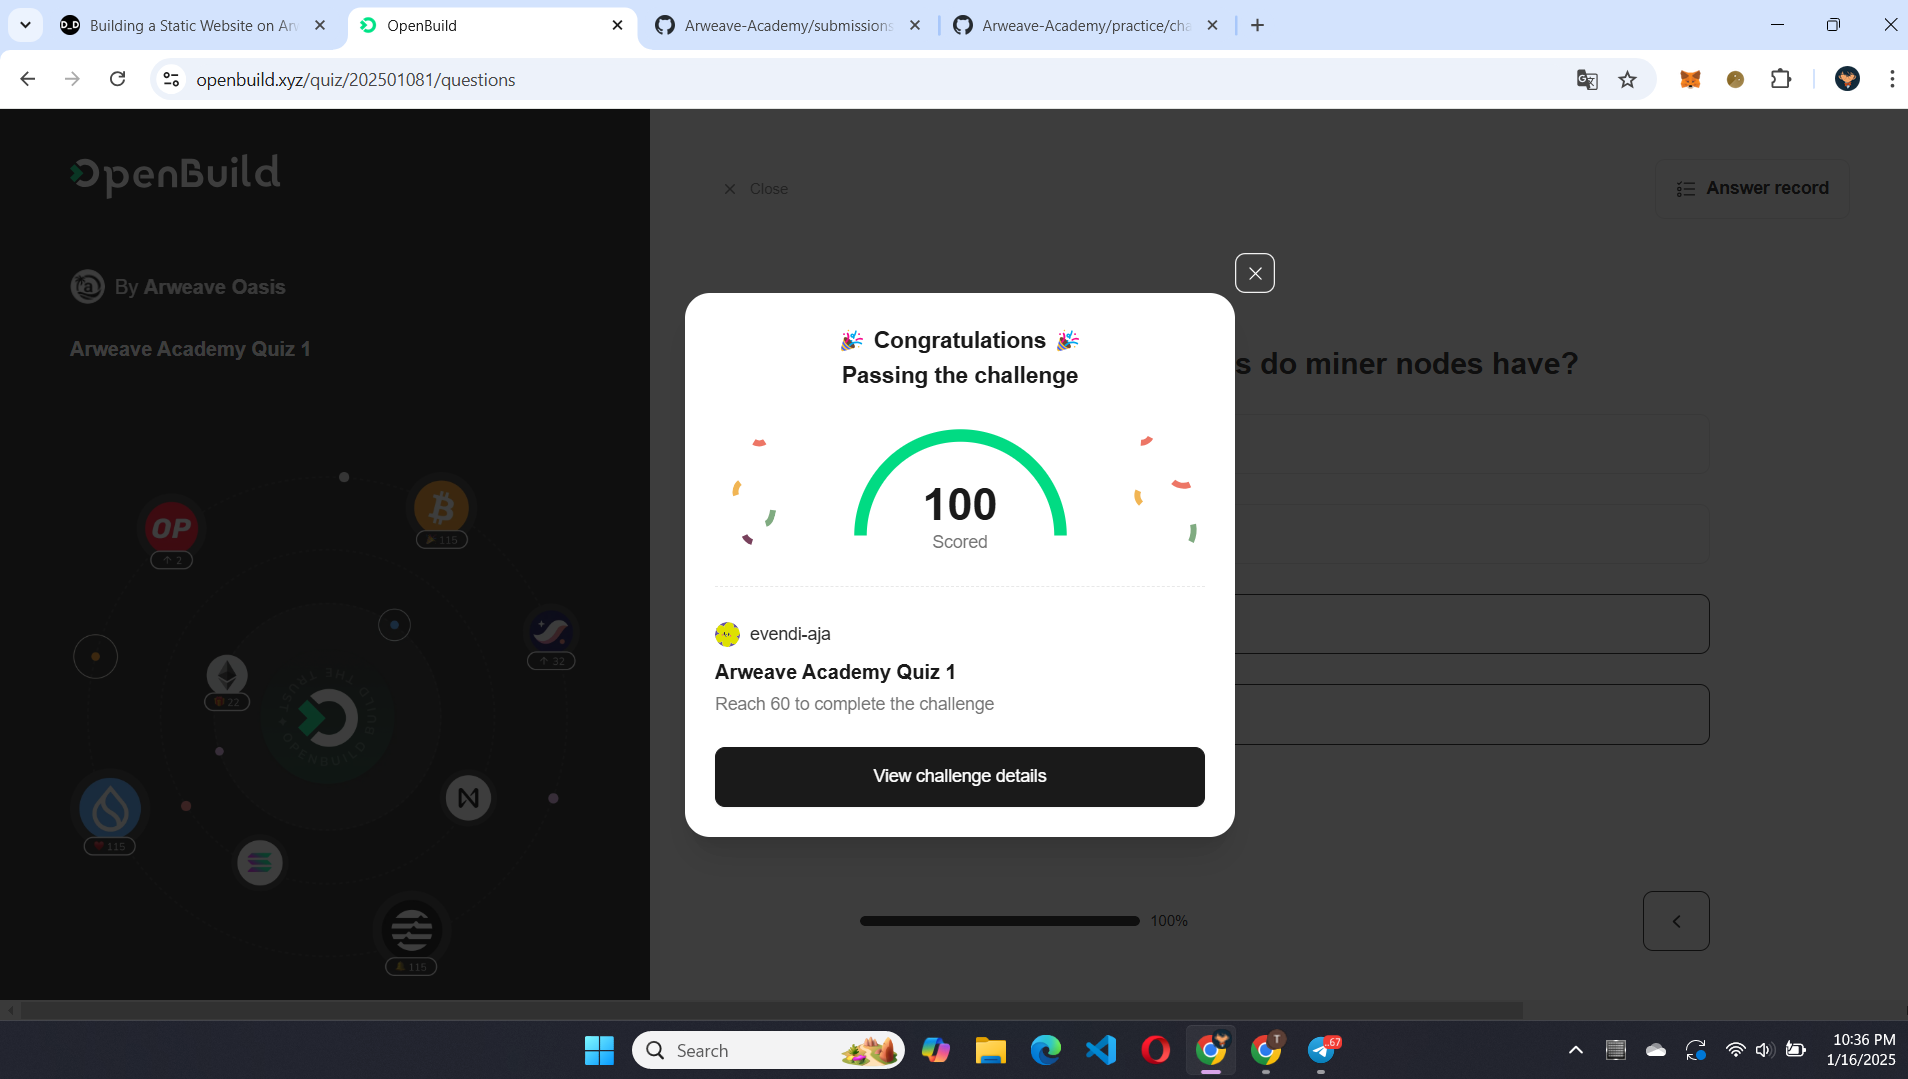 Building a Static Website on Arw
OpenBuild
Arweave-Academy/submissions
Arweave-Academy/practice/cha
openbuild.xyz/quiz/202501081/questions
OpenBuild
Close
Answer record
By Arweave Oasis
Arweave Academy Quiz 1
s do miner nodes have?
Congratulations
Passing the challenge
100
Scored
evendi-aja
Arweave Academy Quiz 1
Reach 60 to complete the challenge
View challenge details
OP
2
115
32
22
115
115
100%
Search
T
67
10:36 PM
1/16/2025